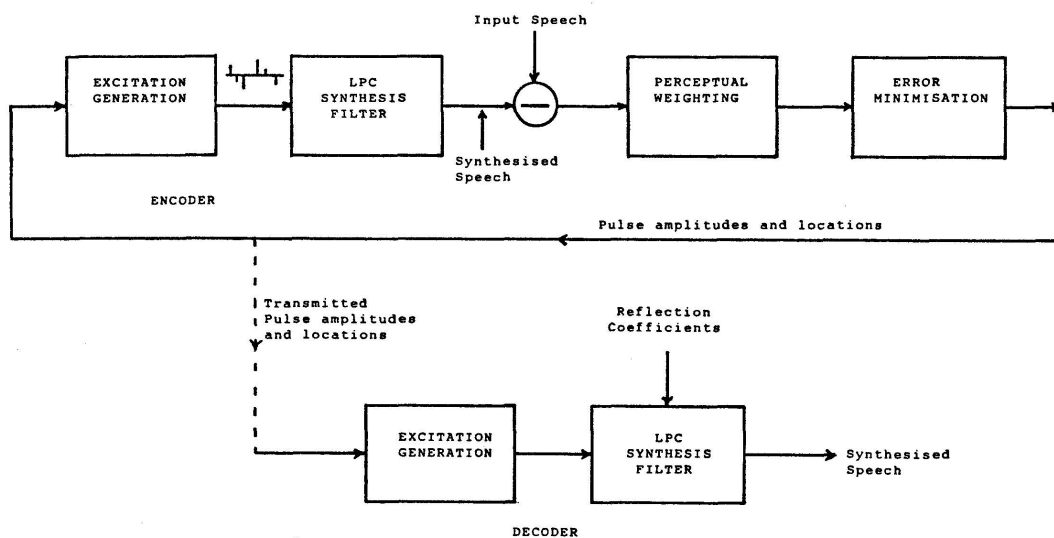 Input Speech
EXCITATION
GENERATION
LPC
SYNTHESIS
FILTER
PERCEPTUAL
WEIGHTING
ERROR
MINIMISATION
Synthesised
Speech
ENCODER
Pulse amplitudes and locations
Transmitted
Pulse amplitudes
and locations
Reflection
Coefficients
EXCITATION
GENERATION
LPC
SYNTHESIS
FILTER
Synthesised
Speech
DECODER